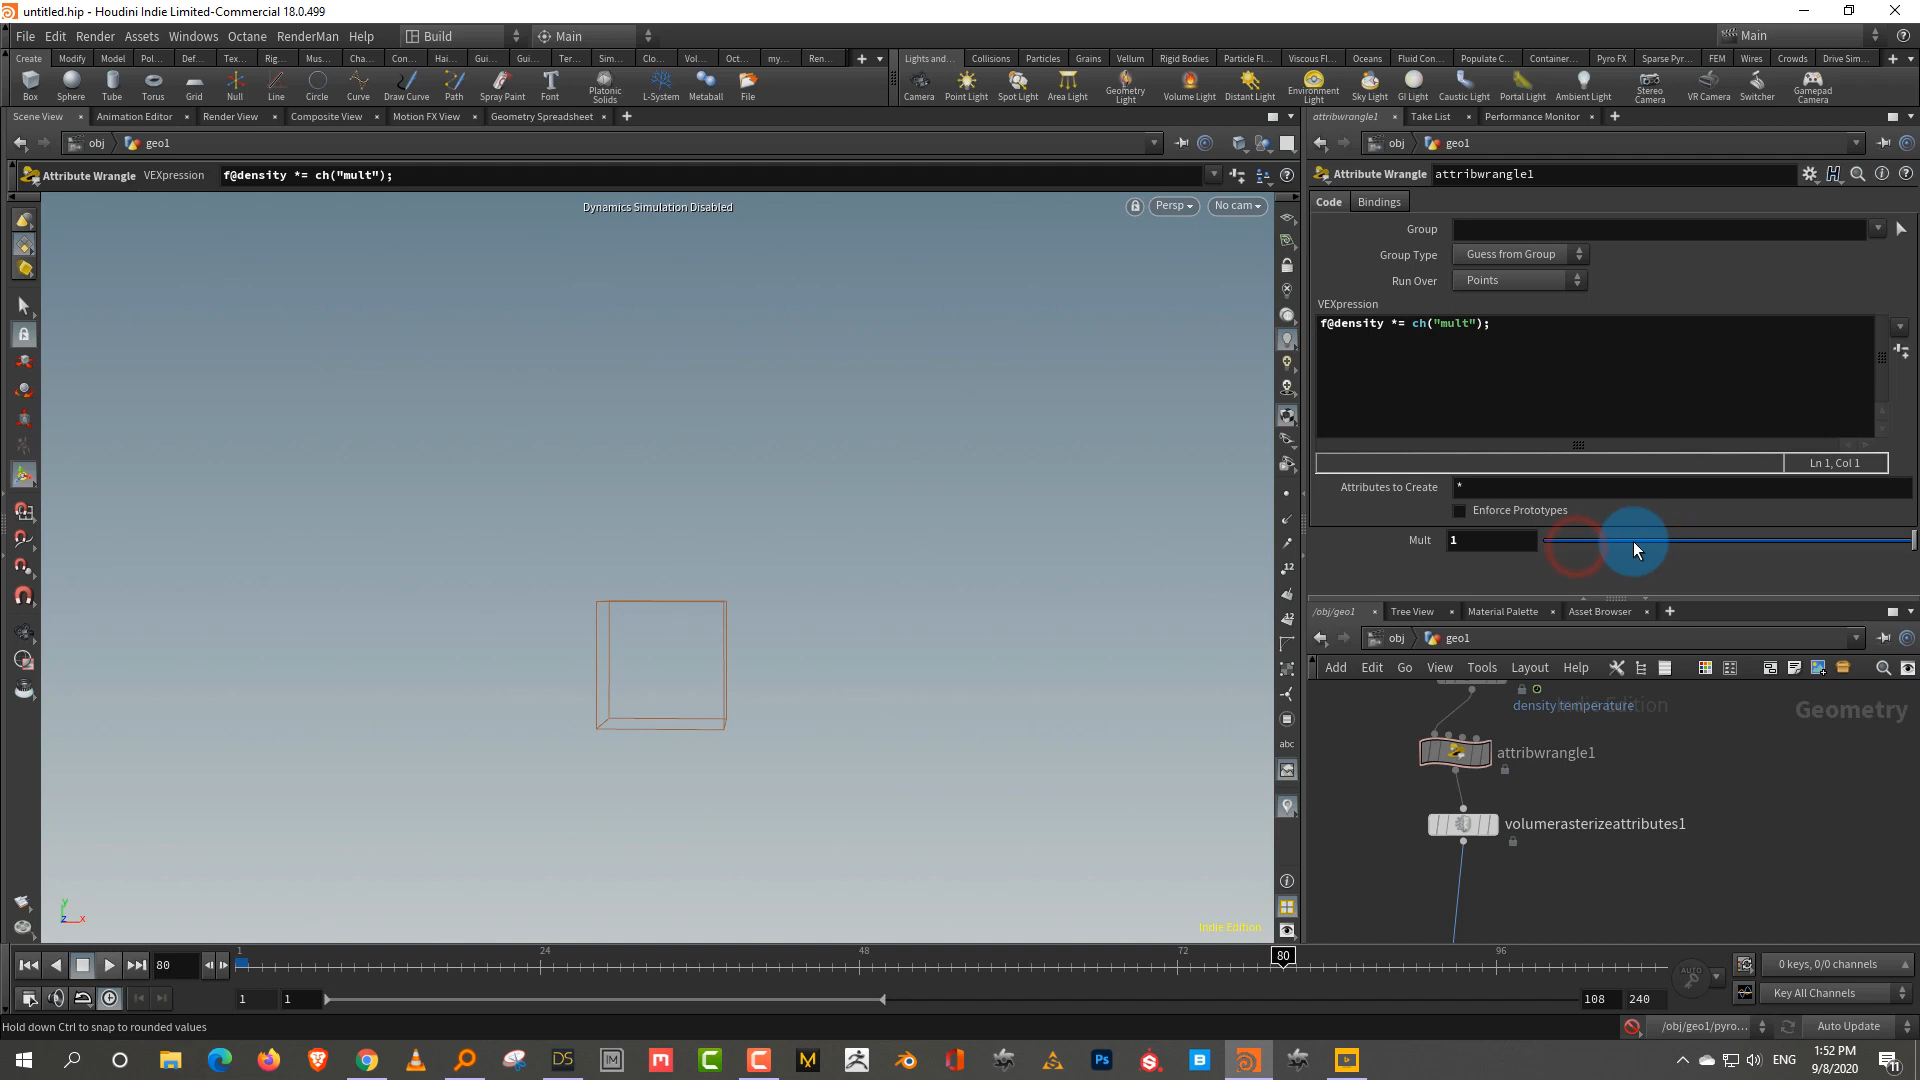 untitled.hip - Houdini Indie Limited-Commercial 18.0.499
File Edit Render Assets Windows Octane RenderMan Help Build Main Main
Create Modify Model Pol... Def... Tex... Rig... Mus... Cha... Con... Hai... Gui... Gui... Ter... Sim... Clo... Vol... Oct... my... Ren... Lights and... Collisions Particles Grains Vellum Rigid Bodies Particle Fl... Viscous Fl... Oceans Fluid Con... Populate C... Container... Pyro FX Sparse Pyr... FEM Wires Crowds Drive Sim...
Box Sphere Tube Torus Grid Null Line Circle Curve Draw Curve Path Spray Paint Font Platonic Solids L-System Metaball File Camera Point Light Spot Light Area Light Geometry Light Volume Light Distant Light Environment Light Sky Light GI Light Caustic Light Portal Light Ambient Light Stereo Camera VR Camera Switcher Gamepad Camera
Scene View Animation Editor Render View Composite View Motion FX View Geometry Spreadsheet attribwrangle1 Take List Performance Monitor
obj geo1 obj geo1
Attribute Wrangle VEXpression f@density *= ch("mult"); Attribute Wrangle attribwrangle1
Dynamics Simulation Disabled Persp No cam
Code Bindings
Group
Group Type Guess from Group
Run Over Points
VEXpression
f@density *= ch("mult");
Ln 1, Col 1
Attributes to Create *
Enforce Prototypes
Mult 1
/obj/geo1 Tree View Material Palette Asset Browser
obj geo1
Add Edit Go View Tools Layout Help
density temperature
Indie Edition
Geometry
attribwrangle1
volumerasterizeattributes1
12
12
abc
y
z x
Indie Edition
1 24 48 72 80 96
80
AUTO
0 keys, 0/0 channels
1 1 108 240 Key All Channels
Hold down Ctrl to snap to rounded values /obj/geo1/pyro... Auto Update
DS Ps B ENG 1:52 PM
9/8/2020
11